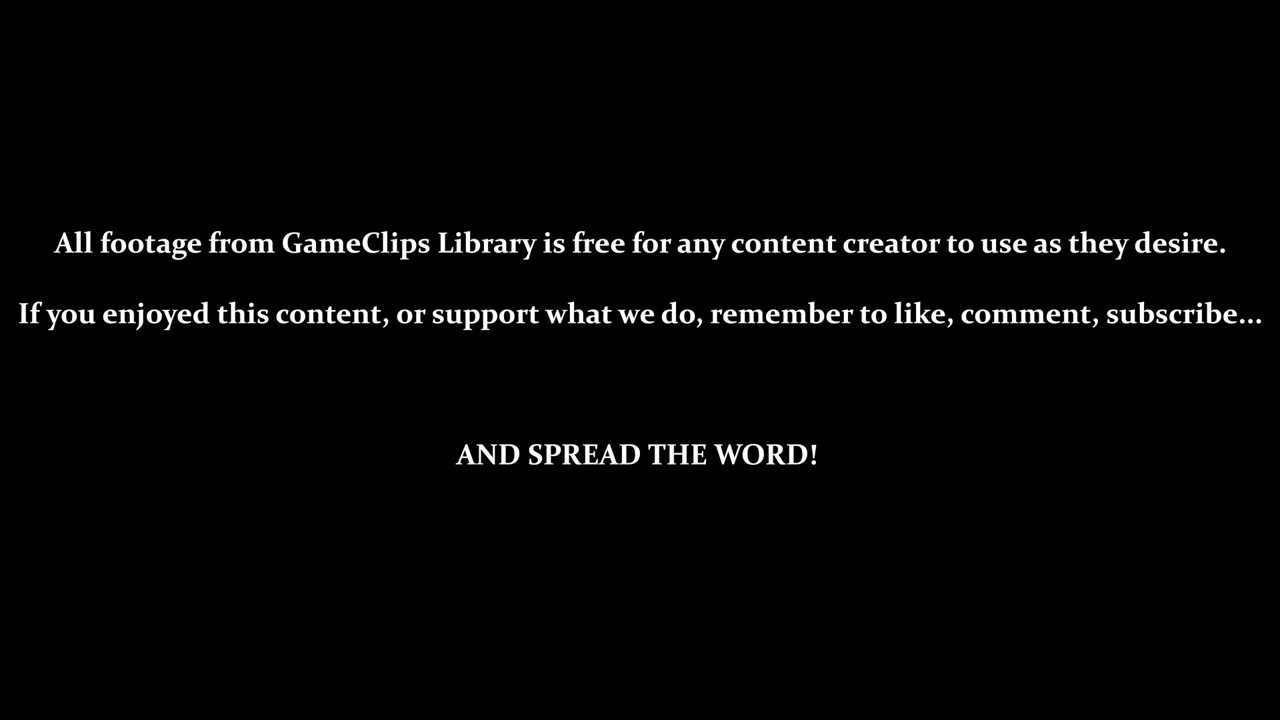 All footage from GameClips Library is free for any content creator to use as they desire.
If you enjoyed this content, or support what we do, remember to like, comment, subscribe...
AND SPREAD THE WORD!